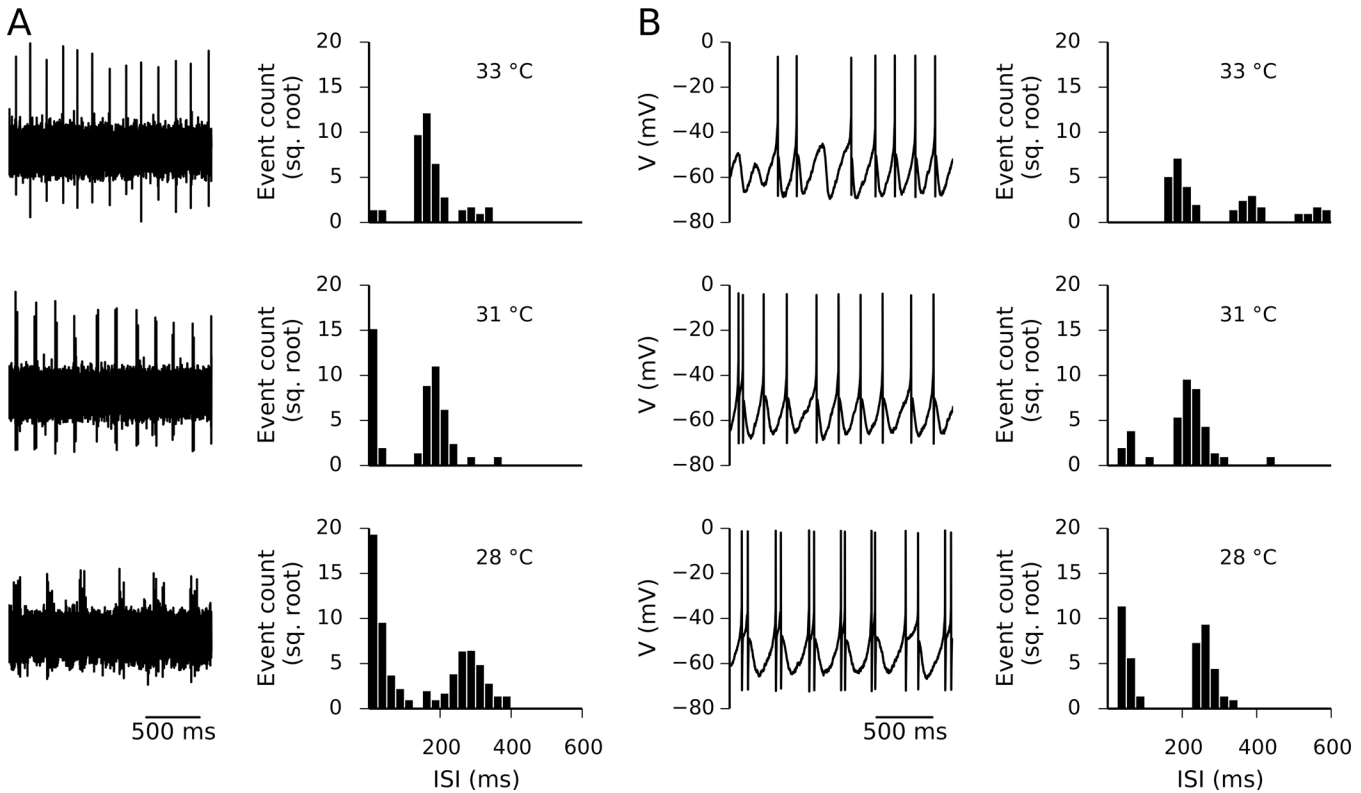 A
B
Event count
(sq. root)
20
15
10
5
0
33 °C
V (mV)
0
−20
−40
−60
−80
Event count
(sq. root)
20
15
10
5
0
33 °C
Event count
(sq. root)
20
15
10
5
0
31 °C
V (mV)
0
−20
−40
−60
−80
Event count
(sq. root)
20
15
10
5
0
31 °C
500 ms
Event count
(sq. root)
20
15
10
5
0
28 °C
200 400 600
ISI (ms)
V (mV)
0
−20
−40
−60
−80
500 ms
Event count
(sq. root)
20
15
10
5
0
28 °C
200 400 600
ISI (ms)